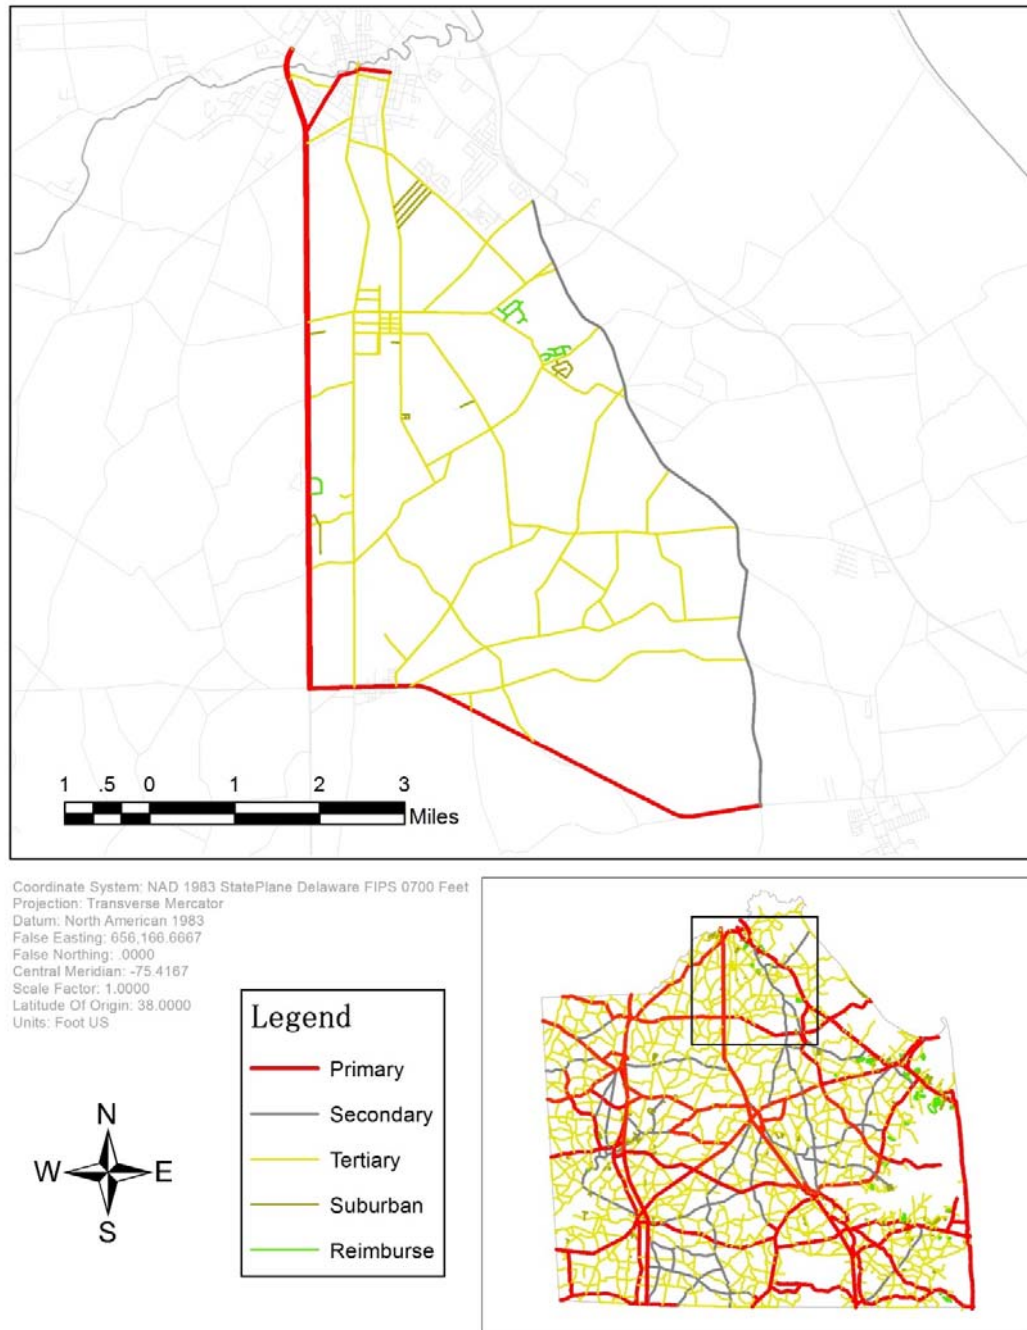 1 .5 0 1 2 3
Miles
Coordinate System: NAD 1983 StatePlane Delaware FIPS 0700 Feet
Projection: Transverse Mercator
Datum: North American 1983
False Easting: 656,166.6667
False Northing: .0000
Central Meridian: -75.4167
Scale Factor: 1.0000
Latitude Of Origin: 38.0000
Units: Foot US
Legend
Primary
Secondary
Tertiary
Suburban
Reimburse
N
W E
S